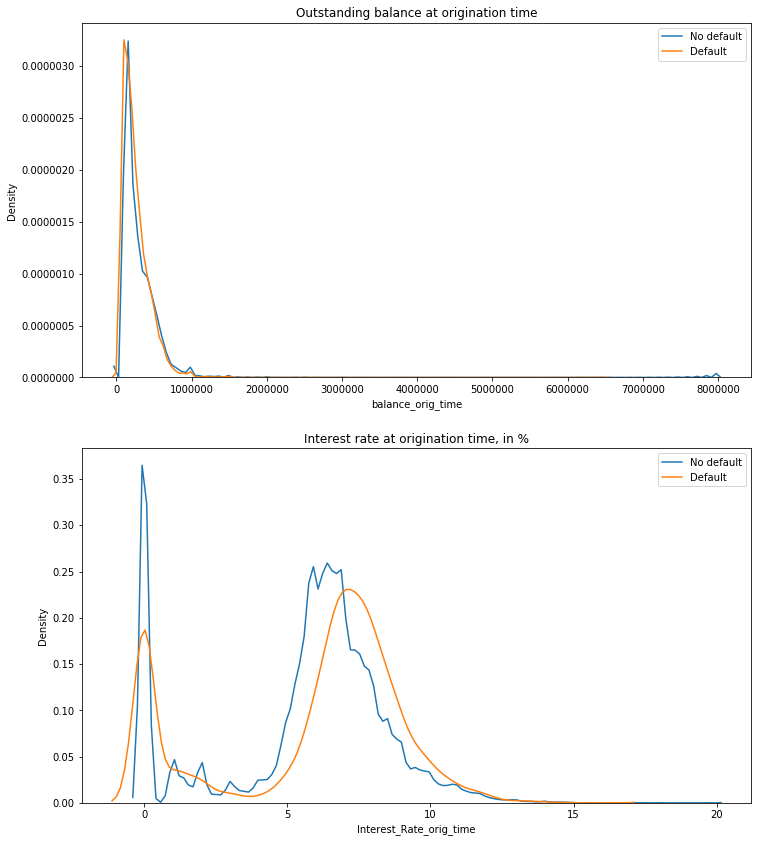 Outstanding balance at origination time
No default
Default
0.0000030
0.0000025
0.0000020
0.0000015
0.0000010
0.0000005
0.0000000
Density
0 1000000 2000000 3000000 4000000 5000000 6000000 7000000 8000000
balance_orig_time
Interest rate at origination time, in %
No default
Default
0.35
0.30
0.25
0.20
0.15
0.10
0.05
0.00
Density
0 5 10 15 20
Interest_Rate_orig_time